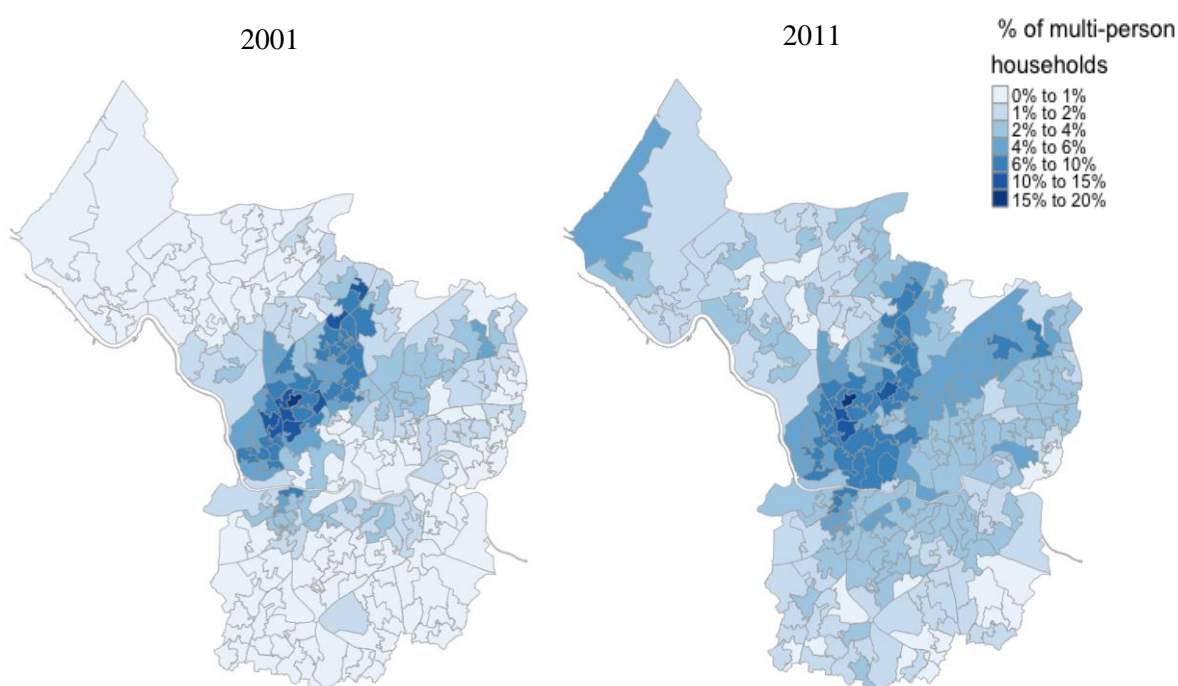 2001
2011
% of multi-person
households
0% to 1%
1% to 2%
2% to 4%
4% to 6%
6% to 10%
10% to 15%
15% to 20%